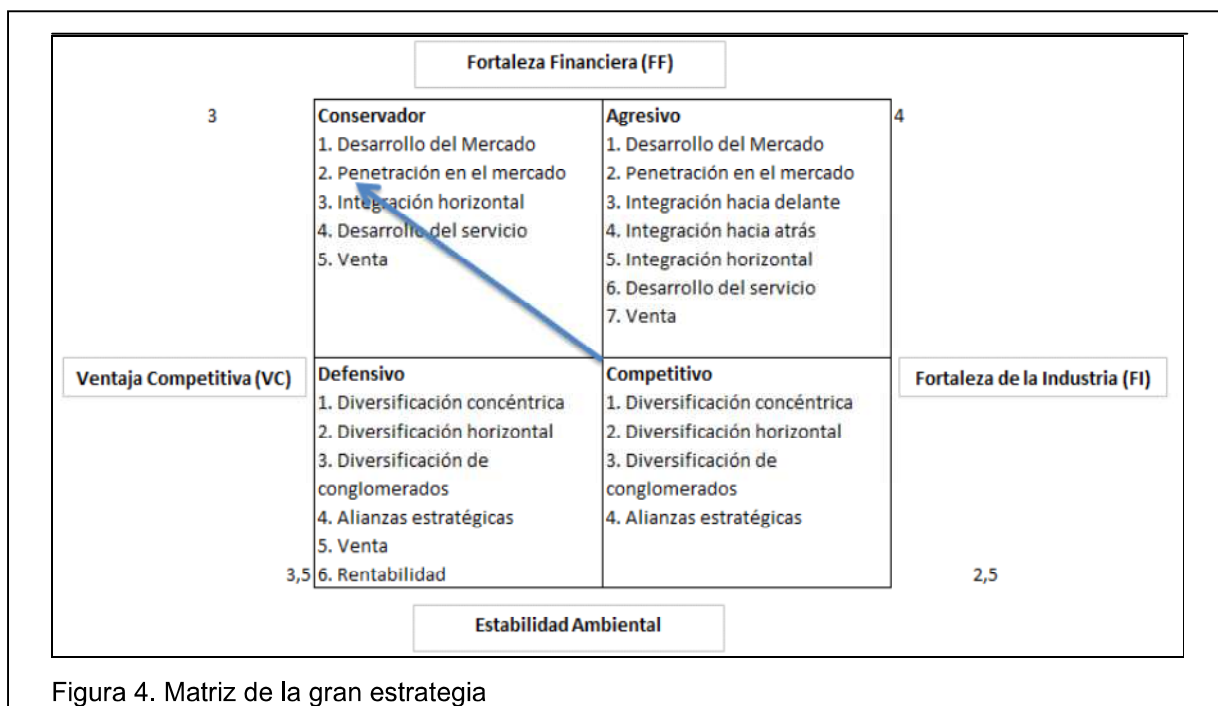 Fortaleza Financiera (FF)
3
Conservador
1. Desarrollo del Mercado
2. Penetración en el mercado
3. Integración horizontal
4. Desarrollo del servicio
5. Venta
Agresivo
1. Desarrollo del Mercado
2. Penetración en el mercado
3. Integración hacia delante
4. Integración hacia atrás
5. Integración horizontal
6. Desarrollo del servicio
7. Venta
4
Ventaja Competitiva (VC)
Defensivo
1. Diversificación concéntrica
2. Diversificación horizontal
3. Diversificación de
conglomerados
4. Alianzas estratégicas
5. Venta
3,5 6. Rentabilidad
Competitivo
1. Diversificación concéntrica
2. Diversificación horizontal
3. Diversificación de
conglomerados
4. Alianzas estratégicas
Fortaleza de la Industria (FI)
2,5
Estabilidad Ambiental
Figura 4. Matriz de la gran estrategia